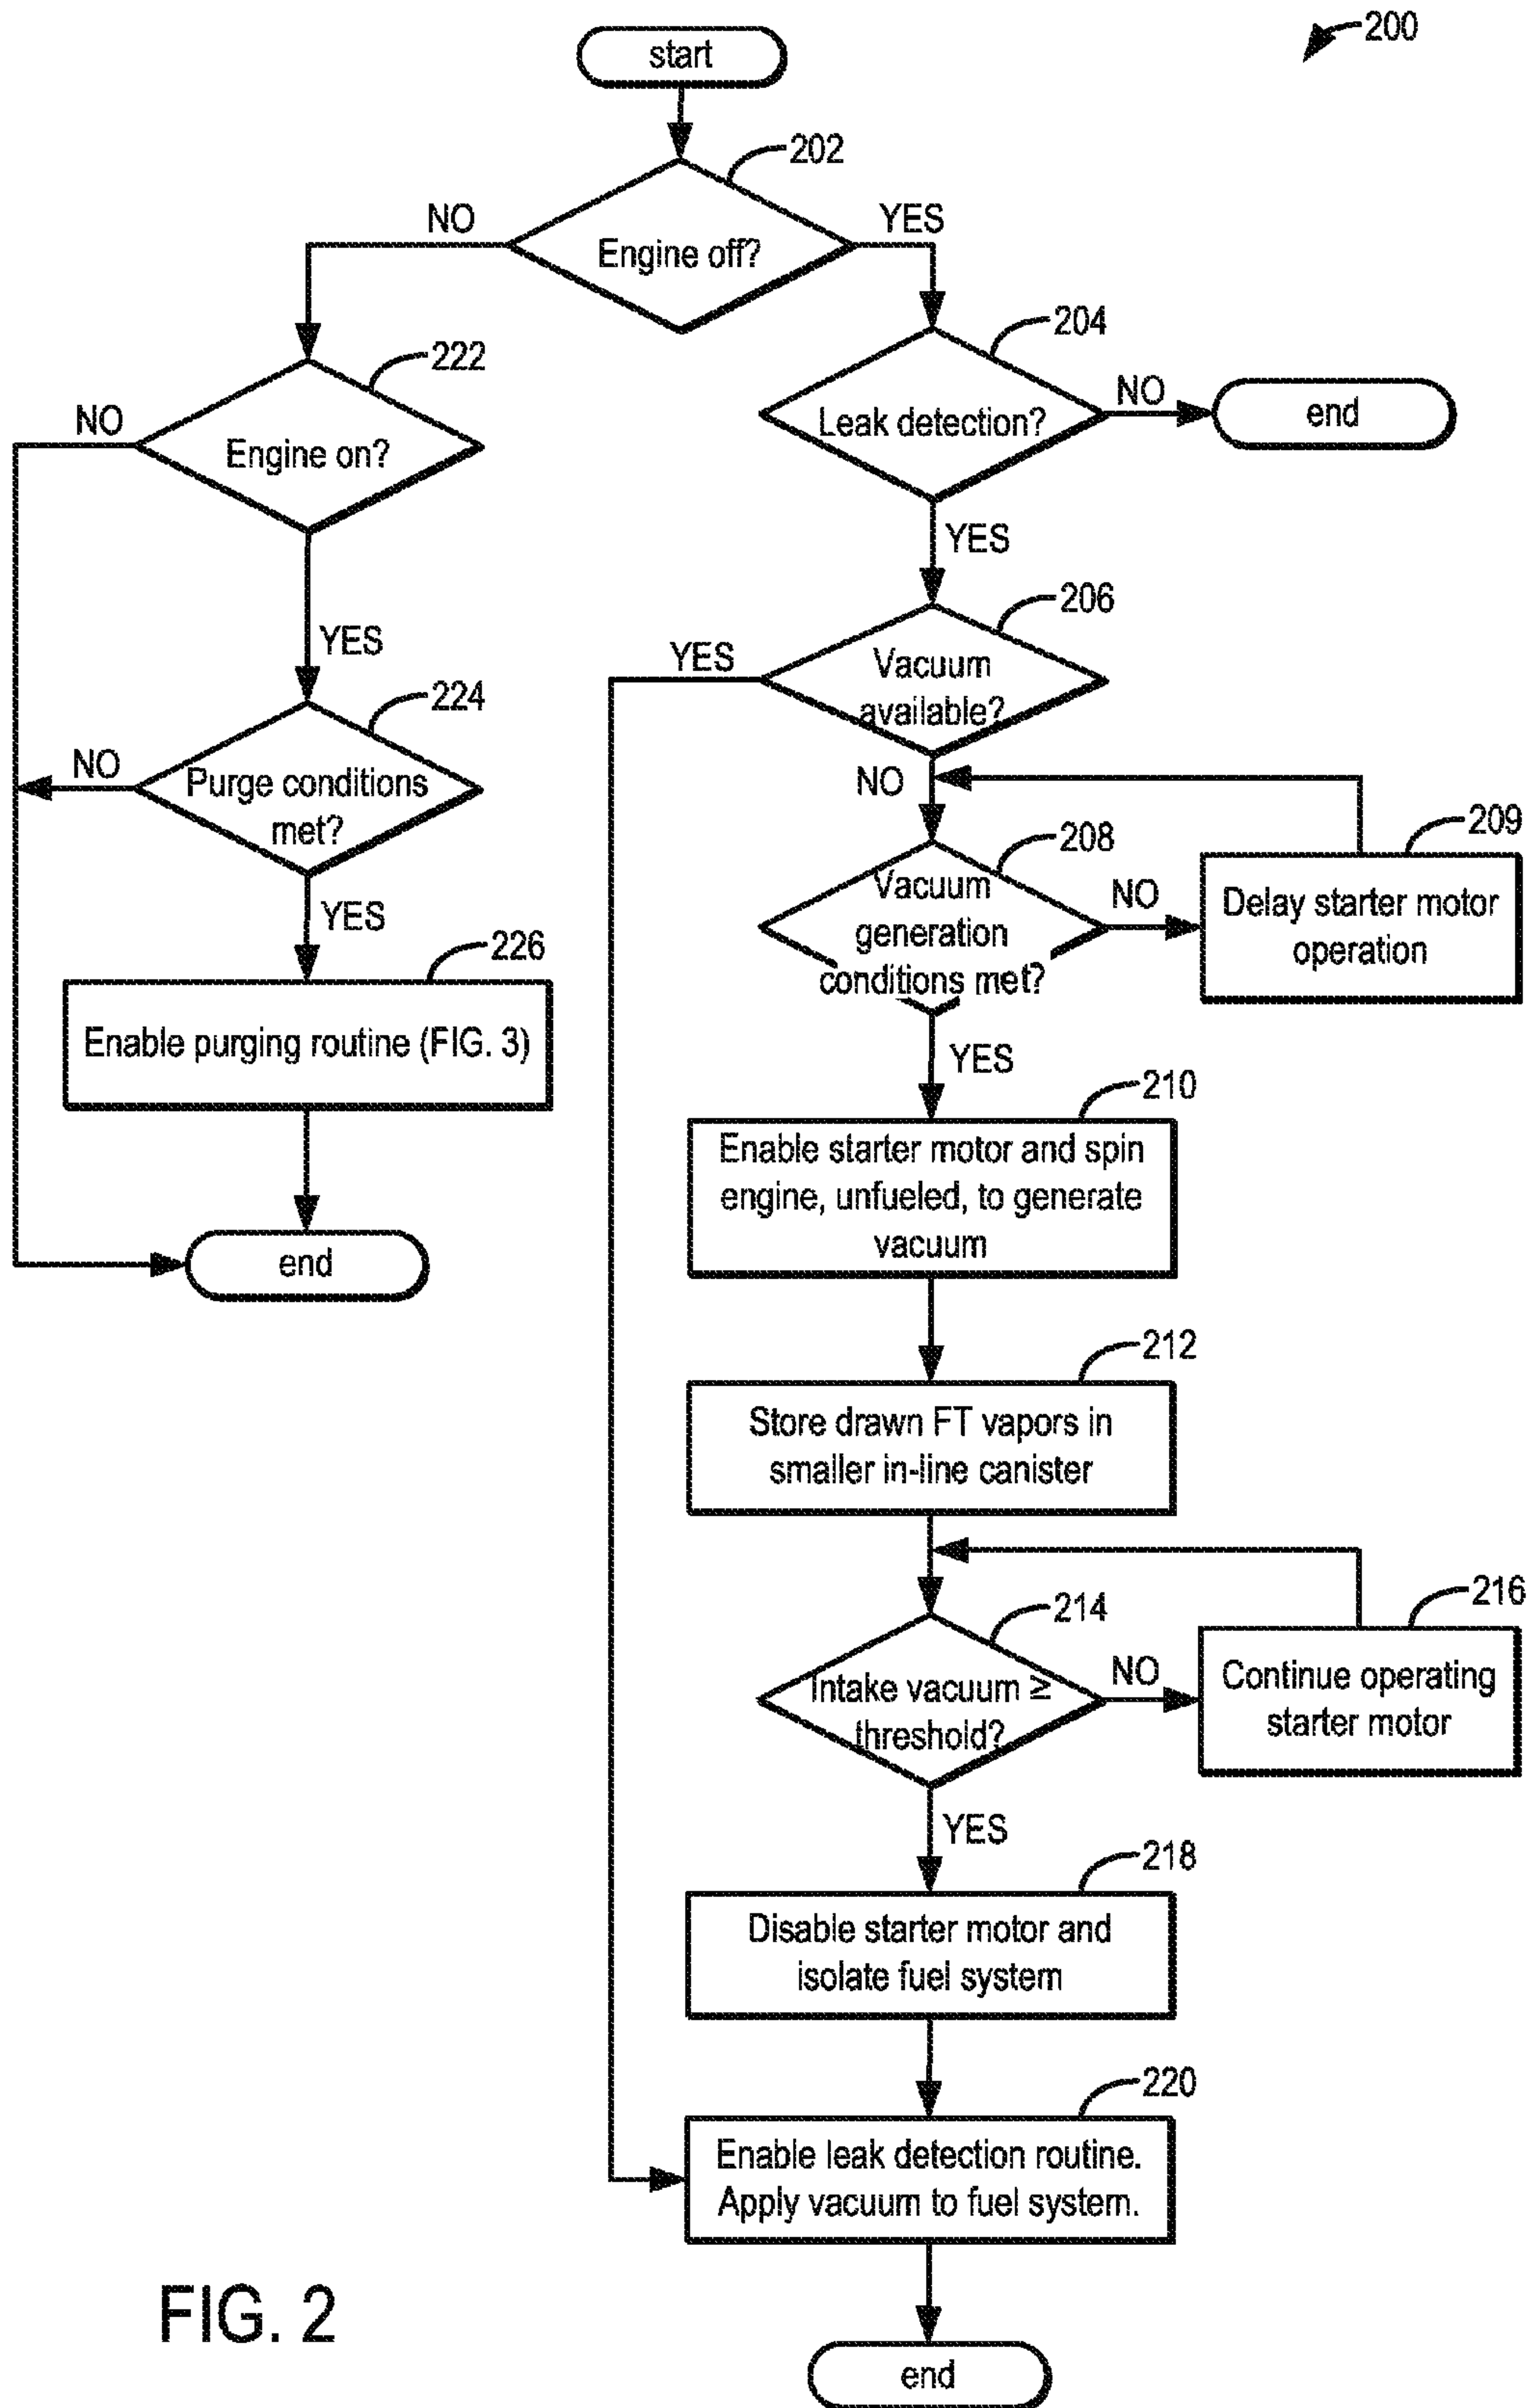 200
start
202
NO
YES
Engine off?
204
222
NO
Leak detection?
NO
end
Engine on?
YES
YES
206
YES
Vacuum
available?
224
NO
Purge conditions
met?
NO
209
208
Vacuum
generation
conditions met?
NO
Delay starter motor
operation
YES
226
Enable purging routine (FIG. 3)
YES
210
Enable starter motor and spin
engine, unfueled, to generate
vacuum
end
212
Store drawn FT vapors in
smaller in-line canister
214
216
Intake vacuum ≥
threshold?
NO
Continue operating
starter motor
YES
218
Disable starter motor and
isolate fuel system
220
Enable leak detection routine.
Apply vacuum to fuel system.
FIG. 2
end